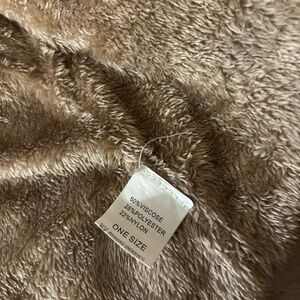 50%VISCOSE
28%POLYESTER
22%NYLON
ONE SIZE